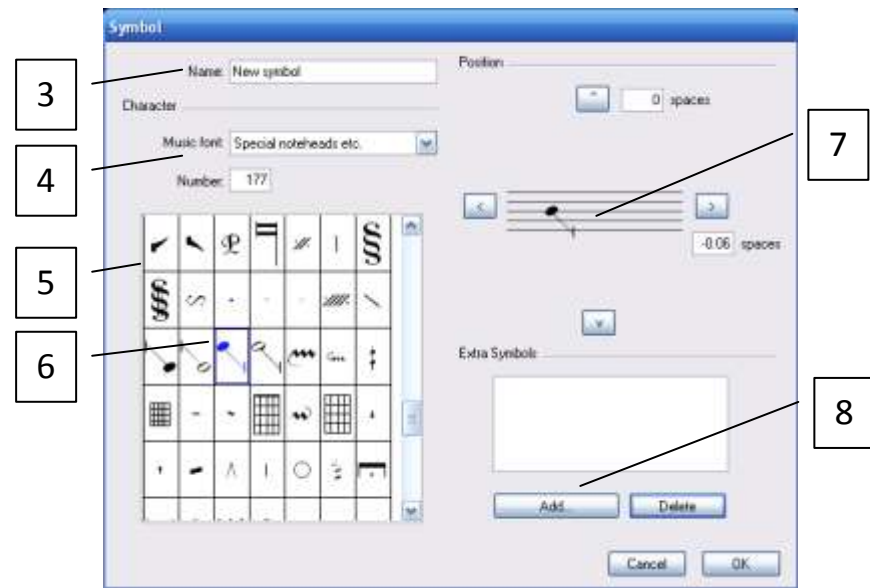 Symbol
3
Name: New symbol
Character
4
Music font: Special noteheads etc.
Number: 177
5
6
Position
^
0 spaces
7
<
>
-0.06 spaces
v
Extra Symbols
8
Add...
Delete
Cancel
OK